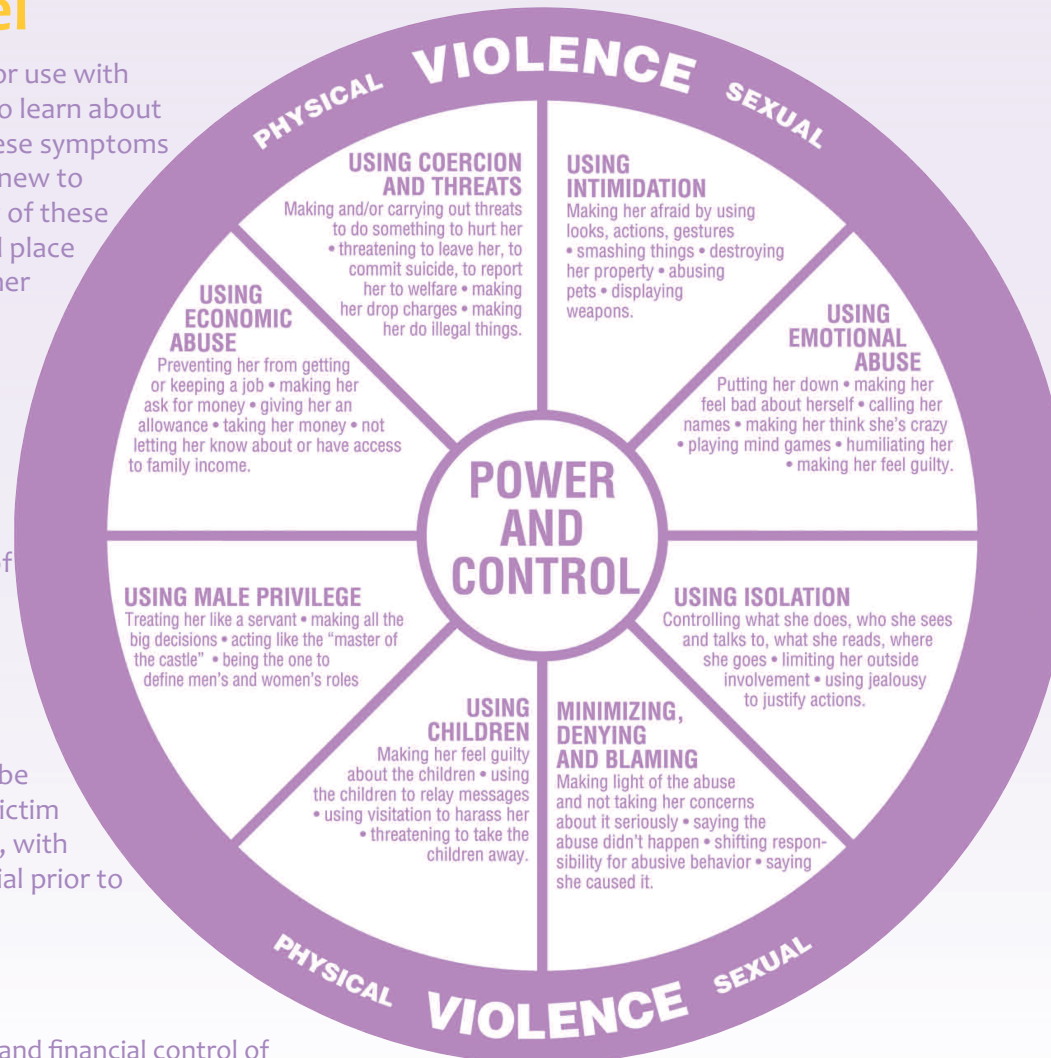 el
or use with
o learn about
ese symptoms
new to
of these
place
her
of
be
ictim
, with
ial prior to
and financial control of
PHYSICAL VIOLENCE SEXUAL
USING COERCION
AND THREATS
Making and/or carrying out threats
to do something to hurt her
• threatening to leave her, to
commit suicide, to report
her to welfare • making
her drop charges • making
her do illegal things.
USING
INTIMIDATION
Making her afraid by using
looks, actions, gestures
• smashing things • destroying
her property • abusing
pets • displaying
weapons.
USING
EMOTIONAL
ABUSE
Putting her down • making her
feel bad about herself • calling her
names • making her think she's crazy
• playing mind games • humiliating her
• making her feel guilty.
USING ISOLATION
Controlling what she does, who she sees
and talks to, what she reads, where
she goes • limiting her outside
involvement • using jealousy
to justify actions.
MINIMIZING,
DENYING
AND BLAMING
Making light of the abuse
and not taking her concerns
about it seriously • saying the
abuse didn't happen • shifting respon-
sibility for abusive behavior • saying
she caused it.
USING
CHILDREN
Making her feel guilty
about the children • using
the children to relay messages
• using visitation to harass her
• threatening to take the
children away.
USING MALE PRIVILEGE
Treating her like a servant • making all the
big decisions • acting like the “master of
the castle” • being the one to
define men's and women's roles
USING
ECONOMIC
ABUSE
Preventing her from getting
or keeping a job • making her
ask for money • giving her an
allowance • taking her money • not
letting her know about or have access
to family income.
POWER
AND
CONTROL
PHYSICAL VIOLENCE SEXUAL